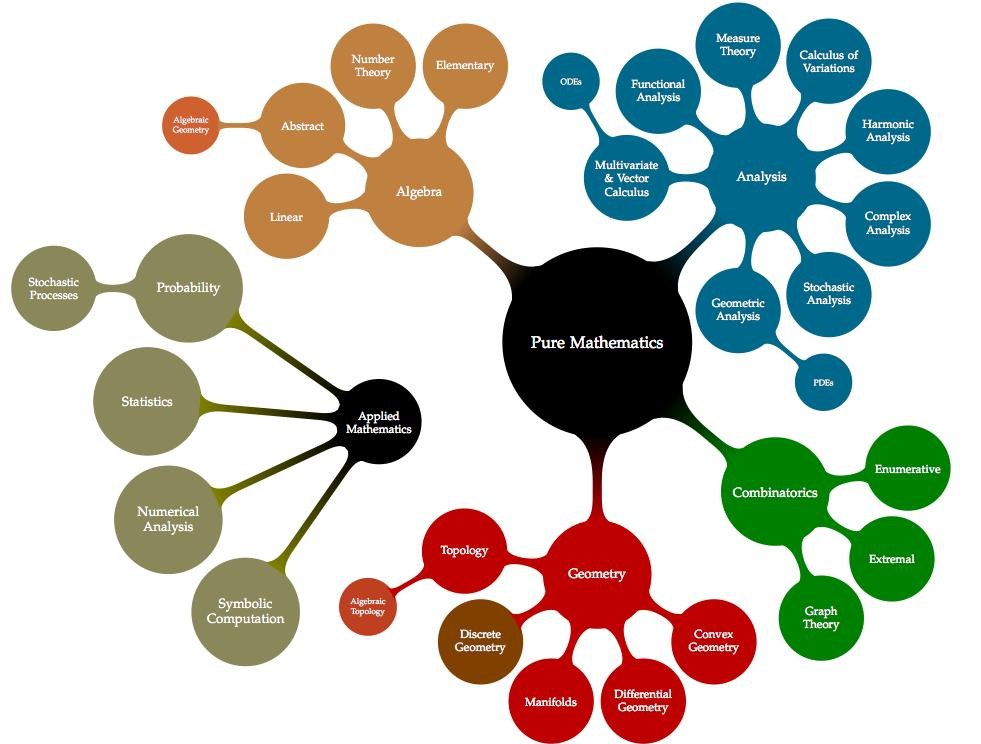 Pure Mathematics
Algebra
Linear
Abstract
Algebraic
Geometry
Number
Theory
Elementary
Analysis
Multivariate
& Vector
Calculus
ODEs
Functional
Analysis
Measure
Theory
Calculus of
Variations
Harmonic
Analysis
Complex
Analysis
Stochastic
Analysis
Geometric
Analysis
PDEs
Combinatorics
Enumerative
Extremal
Graph
Theory
Geometry
Convex
Geometry
Differential
Geometry
Manifolds
Discrete
Geometry
Topology
Algebraic
Topology
Applied
Mathematics
Probability
Stochastic
Processes
Statistics
Numerical
Analysis
Symbolic
Computation